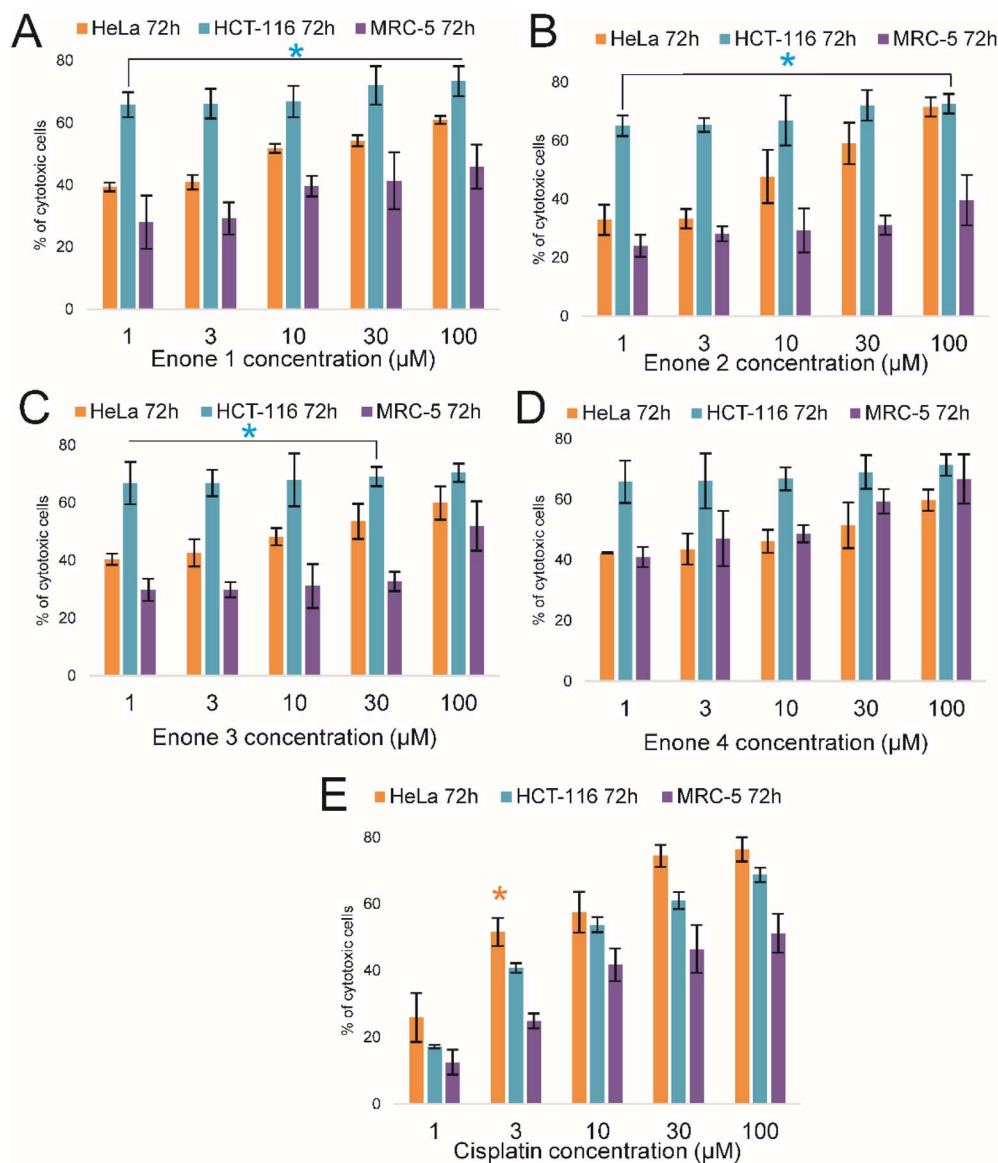 A
HeLa 72h HCT-116 72h MRC-5 72h
*
80
60
40
20
0
% of cytotoxic cells
1 3 10 30 100
Enone 1 concentration (µM)
B
HeLa 72h HCT-116 72h MRC-5 72h
*
80
60
40
20
0
% of cytotoxic cells
1 3 10 30 100
Enone 2 concentration (µM)
C
HeLa 72h HCT-116 72h MRC-5 72h
*
80
60
40
20
0
% of cytotoxic cells
1 3 10 30 100
Enone 3 concentration (µM)
D
HeLa 72h HCT-116 72h MRC-5 72h
80
60
40
20
0
% of cytotoxic cells
1 3 10 30 100
Enone 4 concentration (µM)
E
HeLa 72h HCT-116 72h MRC-5 72h
*
80
60
40
20
0
% of cytotoxic cells
1 3 10 30 100
Cisplatin concentration (µM)